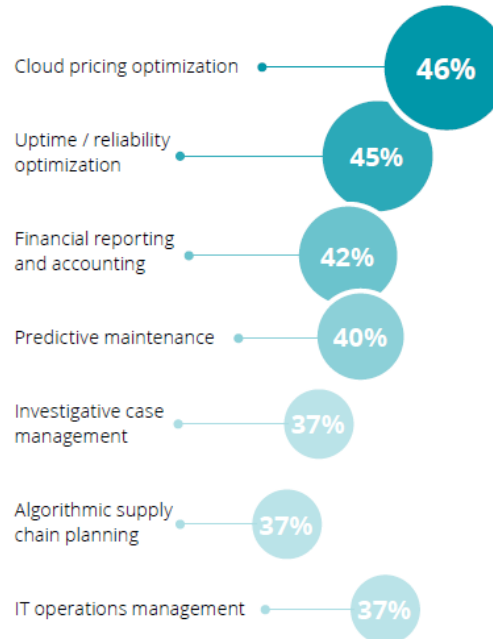 Cloud pricing optimization
46%
Uptime / reliability
optimization
45%
Financial reporting
and accounting
42%
Predictive maintenance
40%
Investigative case
management
37%
Algorithmic supply
chain planning
37%
IT operations management
37%